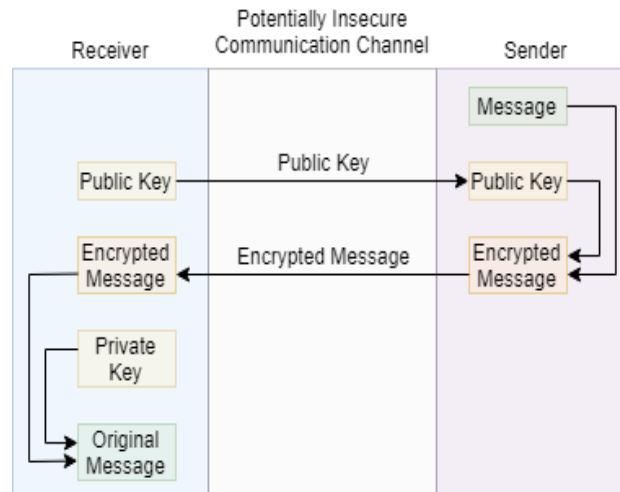 Potentially Insecure
Communication Channel
Receiver
Sender
Message
Public Key
Public Key
Public Key
Encrypted
Message
Encrypted Message
Encrypted
Message
Private
Key
Original
Message